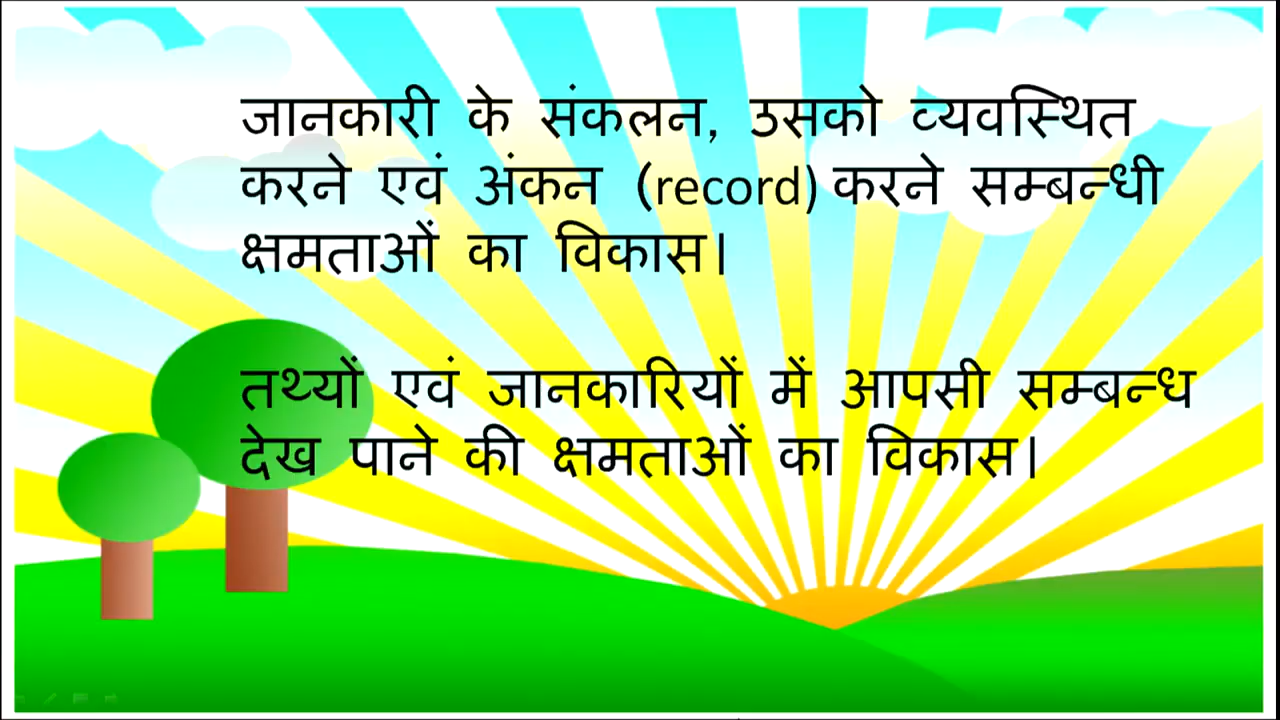 जानकारी के संकलन, उसको व्यवस्थित
करने एवं अंकन (record) करने सम्बन्धी
क्षमताओं का विकास।
तथ्यों एवं जानकारियों में आपसी सम्बन्ध
देख पाने की क्षमताओं का विकास।